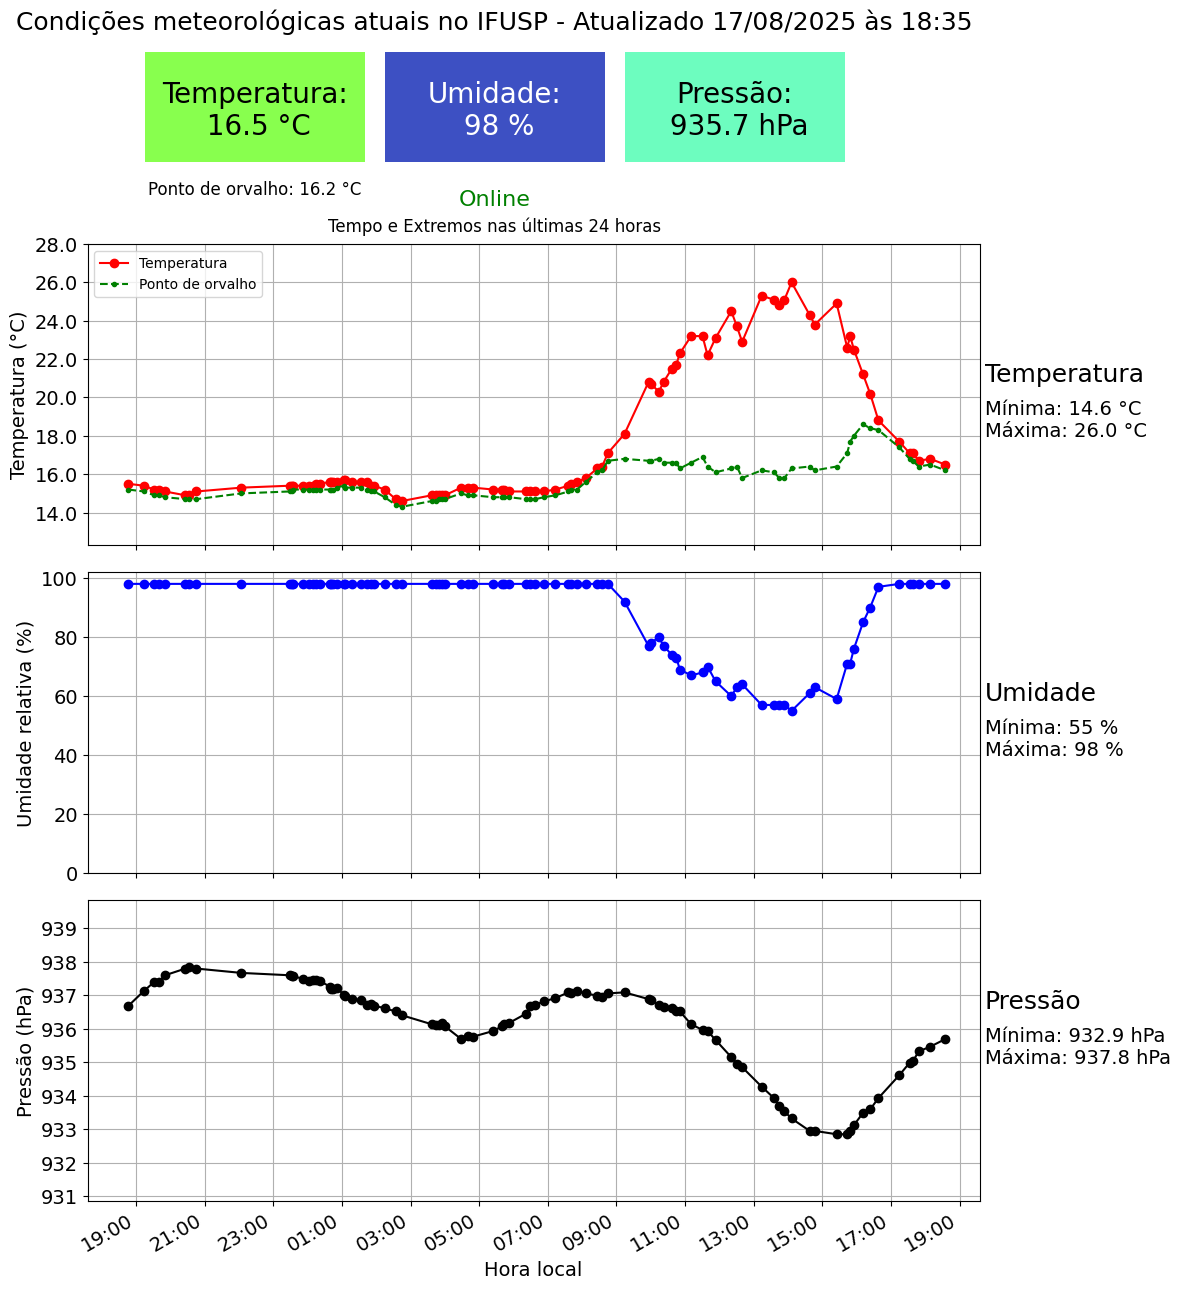 Condições meteorológicas atuais no IFUSP - Atualizado 17/08/2025 às 18:35
Temperatura:
16.5 °C
Umidade:
98 %
Pressão:
935.7 hPa
Ponto de orvalho: 16.2 °C
Online
Tempo e Extremos nas últimas 24 horas
Temperatura (°C)
28.0
26.0
24.0
22.0
20.0
18.0
16.0
14.0
Temperatura
Ponto de orvalho
Temperatura
Mínima: 14.6 °C
Máxima: 26.0 °C
Umidade relativa (%)
100
80
60
40
20
0
Umidade
Mínima: 55 %
Máxima: 98 %
Pressão (hPa)
939
938
937
936
935
934
933
932
931
Pressão
Mínima: 932.9 hPa
Máxima: 937.8 hPa
19:00
21:00
23:00
01:00
03:00
05:00
07:00
09:00
11:00
13:00
15:00
17:00
19:00
Hora local